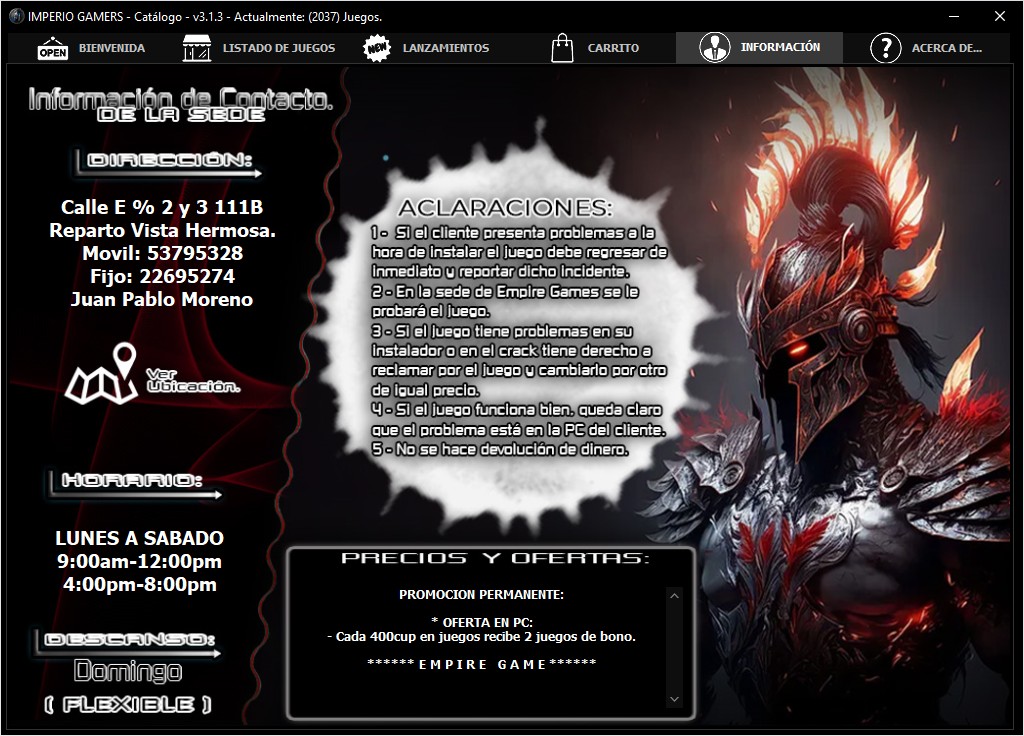 IMPERIO GAMERS - Catálogo - v3.1.3 - Actualmente: (2037) Juegos.
OPEN BIENVENIDA
LISTADO DE JUEGOS
NEW LANZAMIENTOS
CARRITO
INFORMACIÓN
? ACERCA DE...
Información de Contacto.
DE LA SEDE
DIRECCIÓN:
Calle E % 2 y 3 111B
Reparto Vista Hermosa.
Movil: 53795328
Fijo: 22695274
Juan Pablo Moreno
Ver
Ubicación.
HORARIO:
LUNES A SABADO
9:00am-12:00pm
4:00pm-8:00pm
DESCANSO:
Domingo
( FLEXIBLE )
ACLARACIONES:
1 - Si el cliente presenta problemas a la
hora de instalar el juego debe regresar de
inmediato y reportar dicho incidente.
2 - En la sede de Empire Games se le
probará el juego.
3 - Si el juego tiene problemas en su
instalador o en el crack tiene derecho a
reclamar por el juego y cambiarlo por otro
de igual precio.
4 - Si el juego funciona bien, queda claro
que el problema está en la PC del cliente.
5 - No se hace devolución de dinero.
PRECIOS Y OFERTAS:
PROMOCION PERMANENTE:
* OFERTA EN PC:
- Cada 400cup en juegos recibe 2 juegos de bono.
****** E M P I R E  G A M E ******